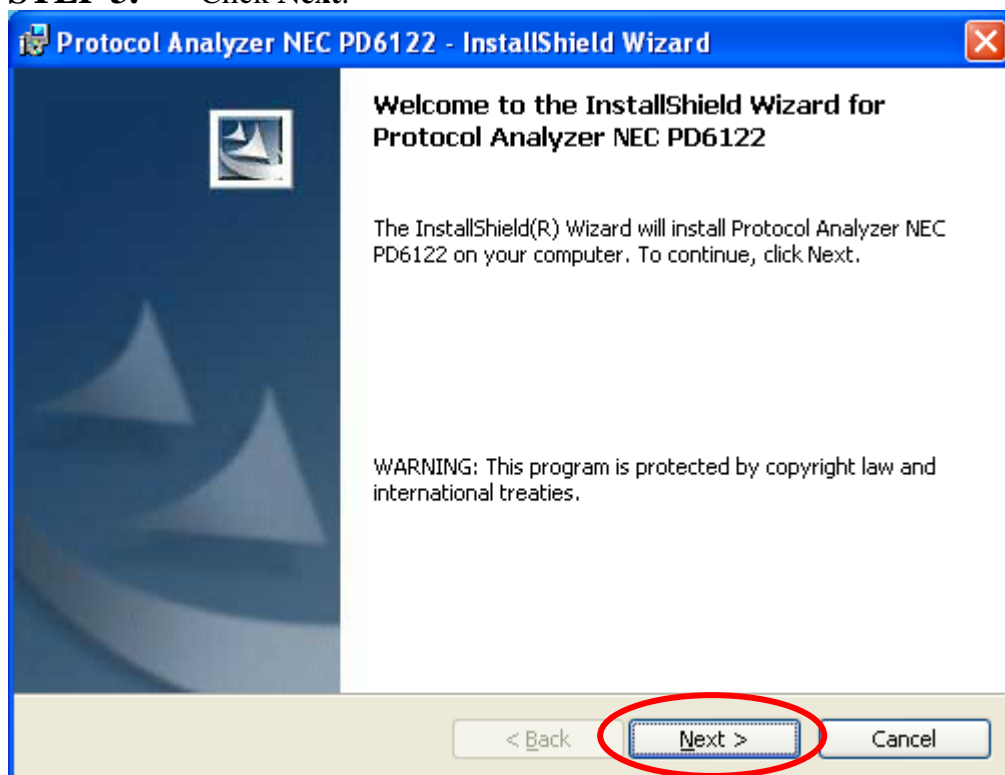 STEP 3. Click Next.
Protocol Analyzer NEC PD6122 - InstallShield Wizard
Welcome to the InstallShield Wizard for
Protocol Analyzer NEC PD6122
The InstallShield(R) Wizard will install Protocol Analyzer NEC
PD6122 on your computer. To continue, click Next.
WARNING: This program is protected by copyright law and
international treaties.
< Back Next > Cancel